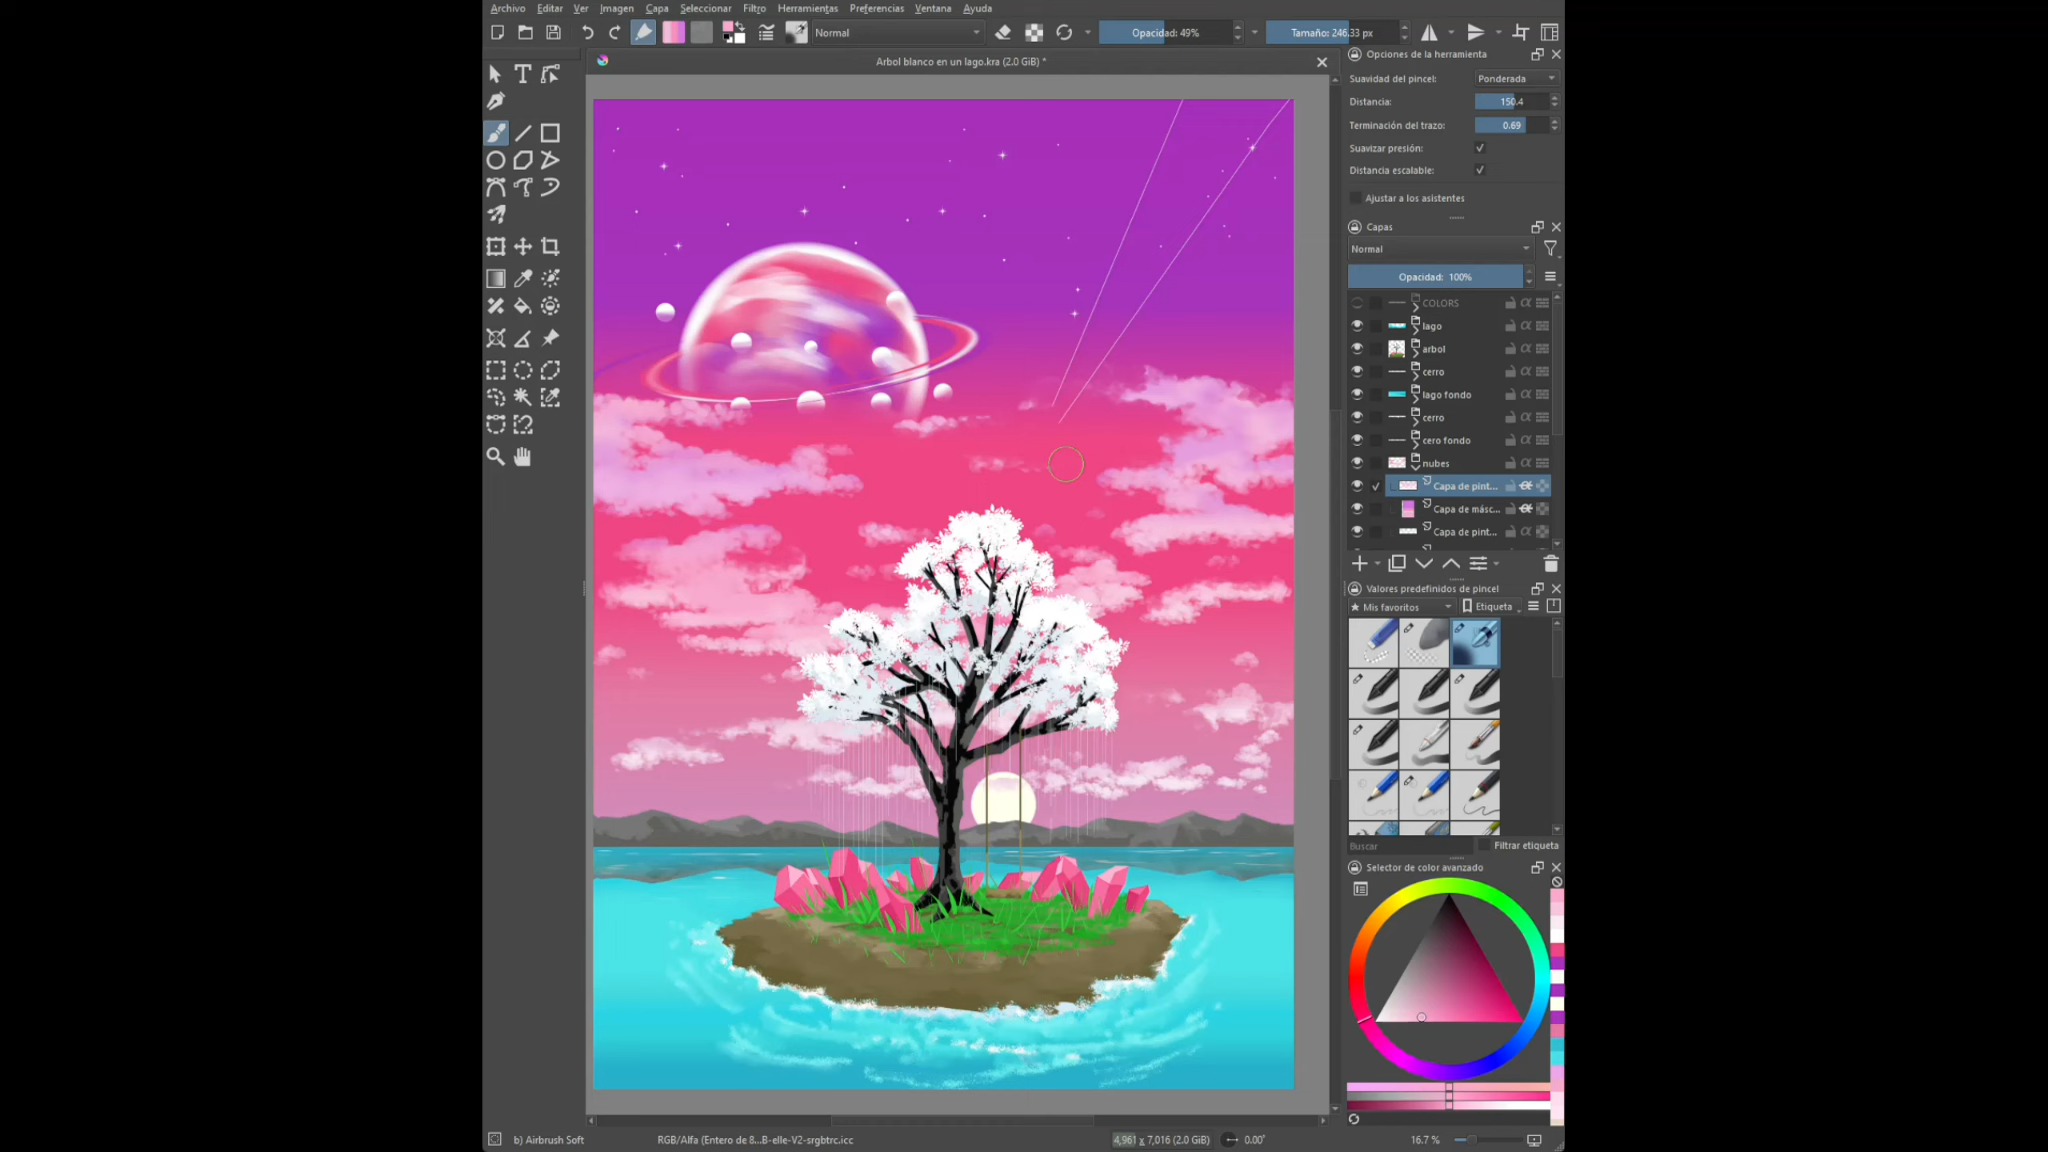 Archivo Editar Ver Imagen Capa Seleccionar Filtro Herramientas Preferencias Ventana Ayuda
Normal
Opacidad: 49%
Tamaño: 246.33 px
Arbol blanco en un lago.kra (2.0 GiB) *
Opciones de la herramienta
Suavidad del pincel: Ponderada
Distancia: 150.4
Terminación del trazo: 0.69
Suavizar presión:
Distancia escalable:
Ajustar a los asistentes
Capas
Normal
Opacidad: 100%
COLORS
lago
arbol
cerro
lago fondo
cerro
cero fondo
nubes
Capa de pint...
Capa de másc...
Capa de pint...
Valores predefinidos de pincel
Mis favoritos Etiqueta
Buscar Filtrar etiqueta
Selector de color avanzado
b) Airbrush Soft RGB/Alfa (Entero de 8...B-elle-V2-srgbtrc.icc 4,961 x 7,016 (2.0 GiB) 0.00° 16.7 %